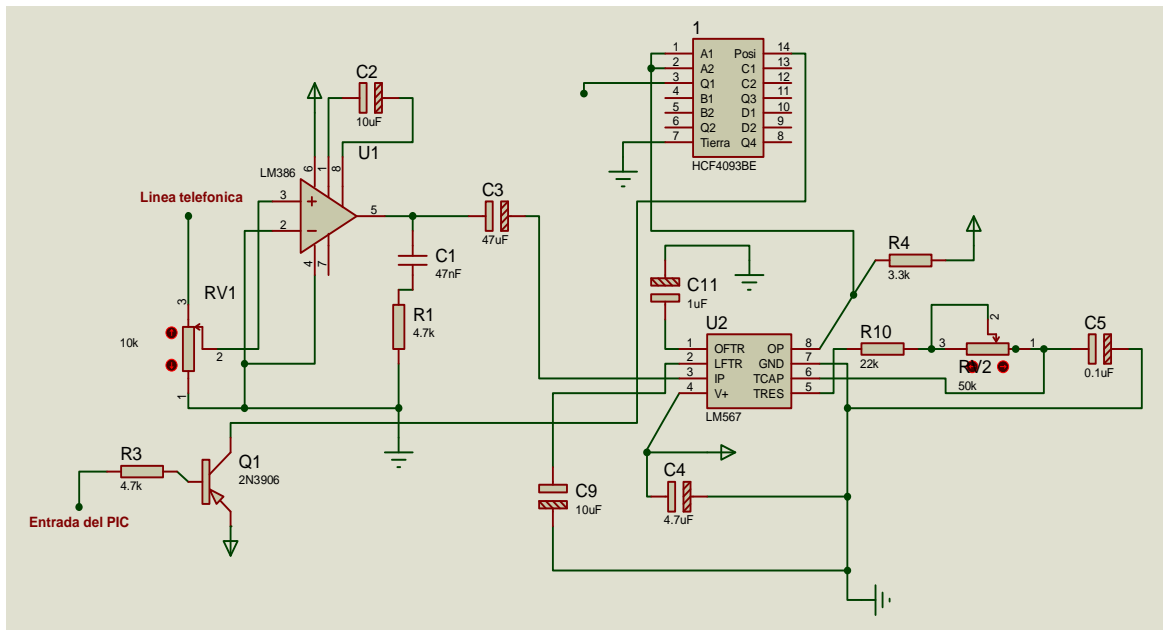 1
1 A1 Posi 14
2 A2 C1 13
3 Q1 C2 12
4 B1 Q3 11
5 B2 D1 10
6 Q2 D2 9
7 Tierra Q4 8
HCF4093BE
C2
10uF
U1
LM386
6 1 8
3 +
2 −
5
4 7
Linea telefonica
C3
47uF
C1
47nF
R1
4.7k
RV1
10k
3
2
1
R4
3.3k
C11
1uF
U2
1 OFTR OP 8
2 LFTR GND 7
3 IP TCAP 6
4 V+ TRES 5
LM567
R10
22k
2
3 1
RV2
50k
C5
0.1uF
R3
4.7k
Q1
2N3906
Entrada del PIC
C9
10uF
C4
4.7uF